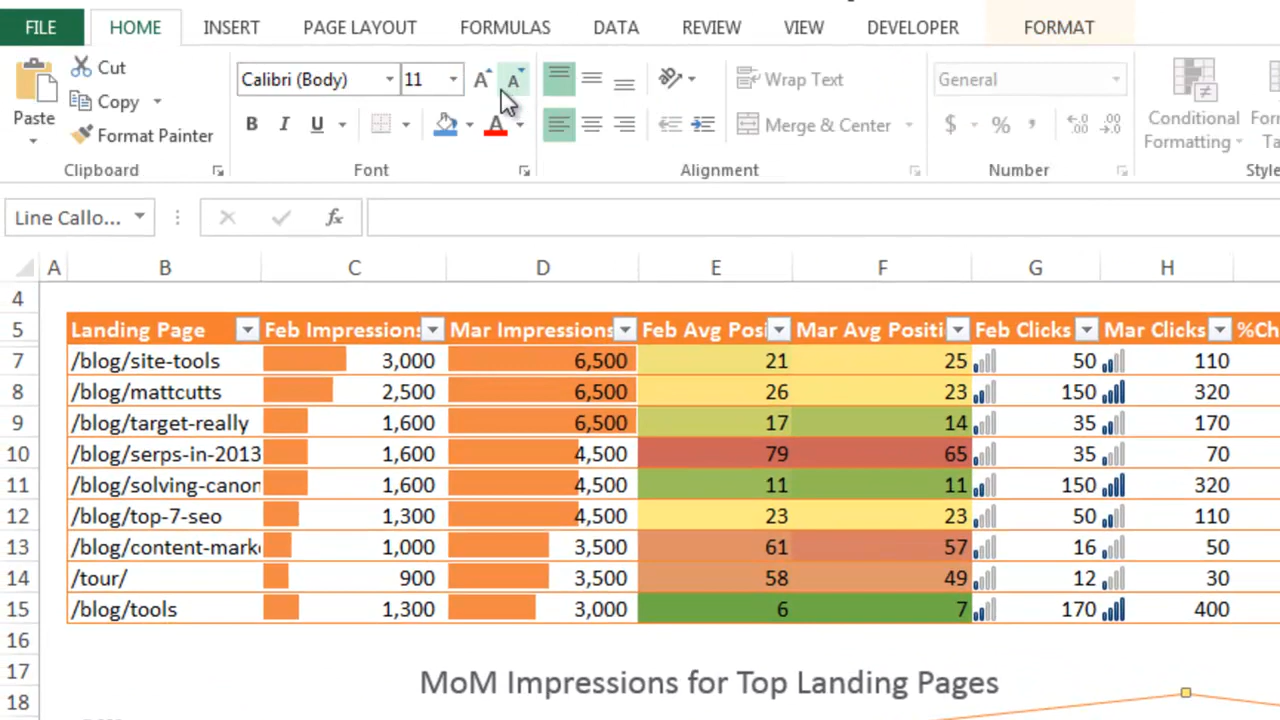 FILE HOME INSERT PAGE LAYOUT FORMULAS DATA REVIEW VIEW DEVELOPER FORMAT
Cut
Copy
Format Painter
Paste
Clipboard
Calibri (Body) 11 A A
B I U A
Font
Wrap Text
Merge & Center
Alignment
General
$ % ,
Number
Conditional
Formatting
Line Callo... fx
A B C D E F G H
4
5 Landing Page Feb Impressions Mar Impressions Feb Avg Posi Mar Avg Positi Feb Clicks Mar Clicks %Ch
7 /blog/site-tools 3,000 6,500 21 25 50 110
8 /blog/mattcutts 2,500 6,500 26 23 150 320
9 /blog/target-really 1,600 6,500 17 14 35 170
10 /blog/serps-in-2013 1,600 4,500 79 65 35 70
11 /blog/solving-canon 1,600 4,500 11 11 150 320
12 /blog/top-7-seo 1,300 4,500 23 23 50 110
13 /blog/content-mark 1,000 3,500 61 57 16 50
14 /tour/ 900 3,500 58 49 12 30
15 /blog/tools 1,300 3,000 6 7 170 400
16
17 MoM Impressions for Top Landing Pages
18